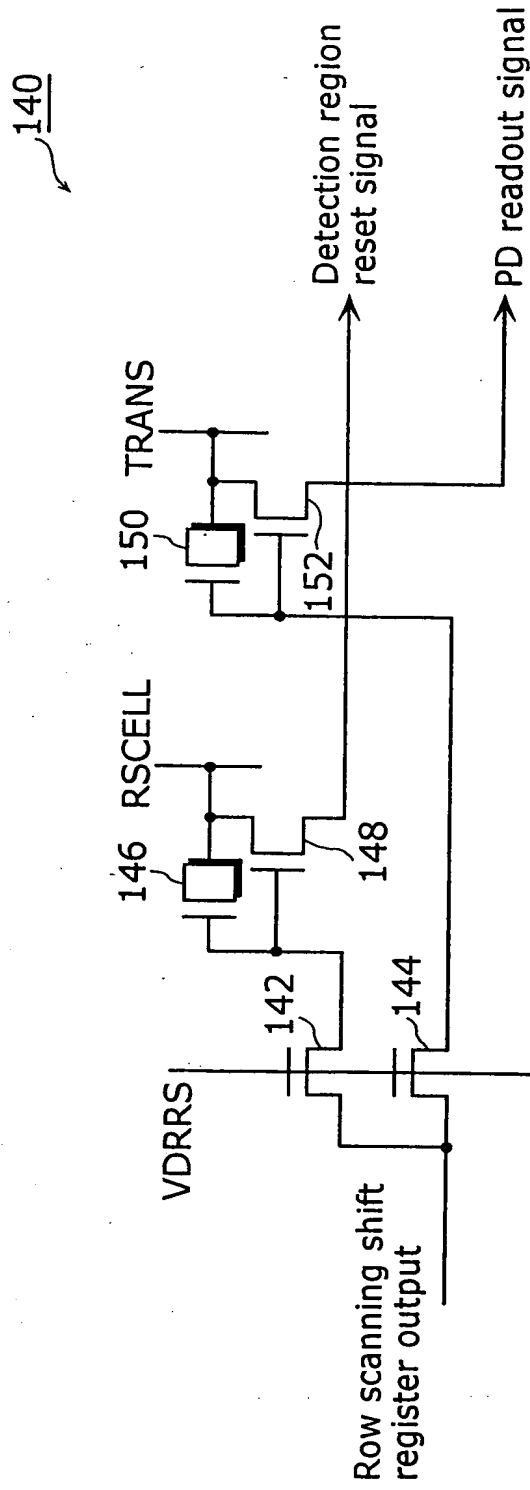 140
TRANS
150
Detection region
reset signal
RSCELL
146
152
PD readout signal
148
142
144
VDRRS
Row scanning shift
register output